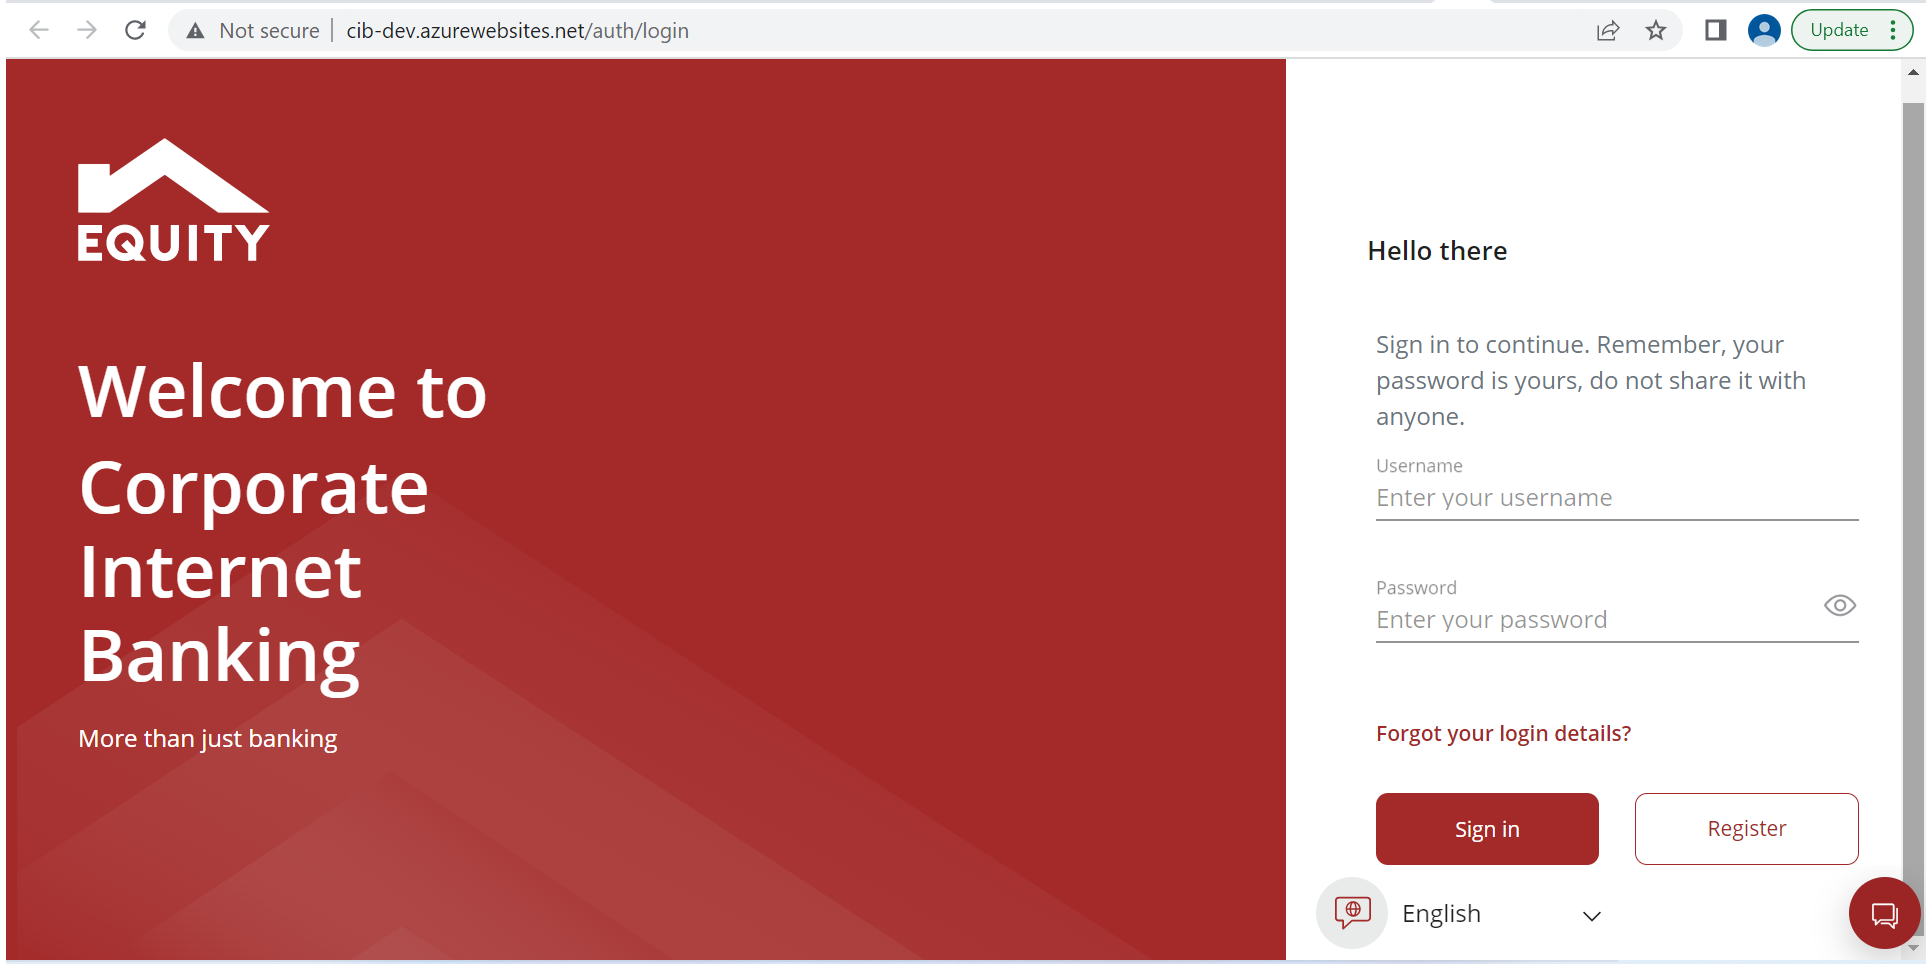 Not secure
cib-dev.azurewebsites.net/auth/login
Update
EQUITY
Welcome to
Corporate
Internet
Banking
More than just banking
Hello there
Sign in to continue. Remember, your
password is yours, do not share it with
anyone.
Username
Enter your username
Password
Enter your password
Forgot your login details?
Sign in
Register
English